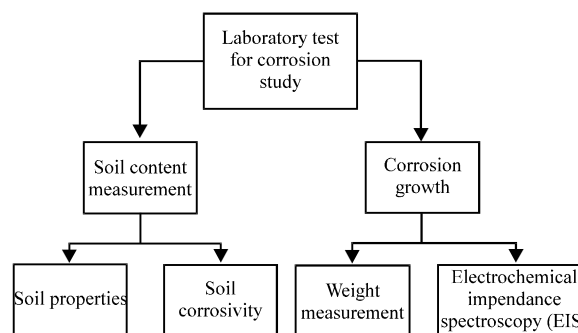 Laboratory test
for corrosion
study
Soil content
measurement
Corrosion
growth
Soil properties
Soil
corrosivity
Weight
measurement
Electrochemical
impendance
spectroscopy (EIS